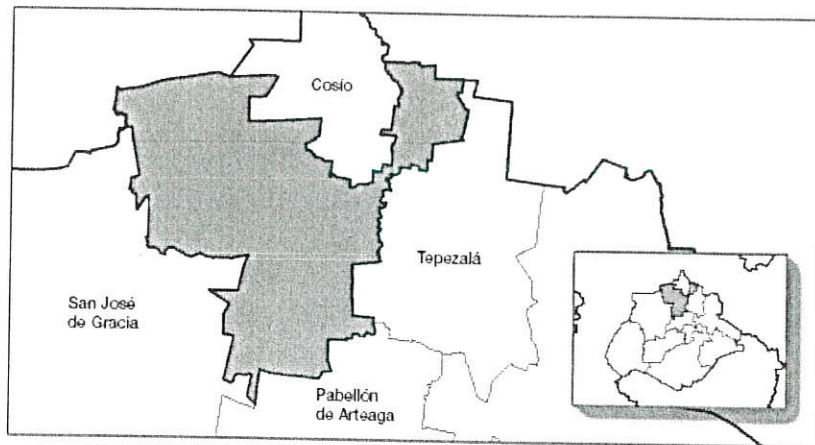 Cosío
Tepezalá
San José
de Gracia
Pabellón
de Arteaga